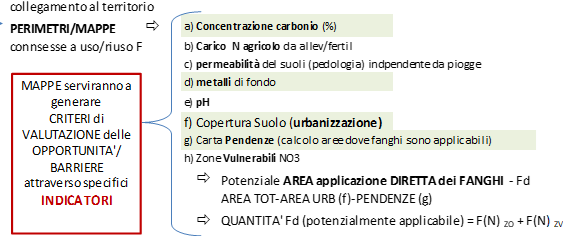 collegamento al territorio
PERIMETRI/MAPPE
connsesse a uso/riuso F
MAPPE serviranno a
generare
CRITERI di
VALUTAZIONE delle
OPPORTUNITA'/
BARRIERE
attraverso specifici
INDICATORI
a) Concentrazione carbonio (%)
b) Carico N agricolo da allev/fertil
c) permeabilità del suoli (pedologia) indpendente da piogge
d) metalli di fondo
e) pH
f) Copertura Suolo (urbanizzazione)
g) Carta Pendenze (calcolo aree dove fanghi sono applicabili)
h) Zone Vulnerabili NO3
⇨ Potenziale AREA applicazione DIRETTA dei FANGHI - Fd
AREA TOT-AREA URB (f)-PENDENZE (g)
⇨ QUANTITA' Fd (potenzialmente applicabile) = F(N) ZO + F(N) ZV